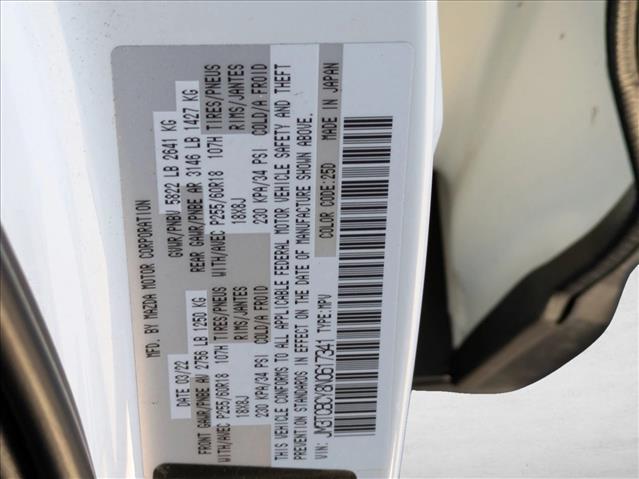 MFD. BY MAZDA MOTOR CORPORATION
DATE 03/22 GVWR/PNBV 5822 LB 2641 KG
FRONT GAWR/PNBE AV 2756 LB 1250 KG REAR GAWR/PNBE AR 3146 LB 1427 KG
WITH/AVEC P255/60R18 107H TIRES/PNEUS WITH/AVEC P255/60R18 107H TIRES/PNEUS
18X8J RIMS/JANTES 18X8J RIMS/JANTES
230 KPA/34 PSI COLD/A FROID 230 KPA/34 PSI COLD/A FROID
THIS VEHICLE CONFORMS TO ALL APPLICABLE FEDERAL MOTOR VEHICLE SAFETY AND THEFT
PREVENTION STANDARDS IN EFFECT ON THE DATE OF MANUFACTURE SHOWN ABOVE.
VIN: JM3TCBCY8N0617341 TYPE:MPV COLOR CODE:25D MADE IN JAPAN